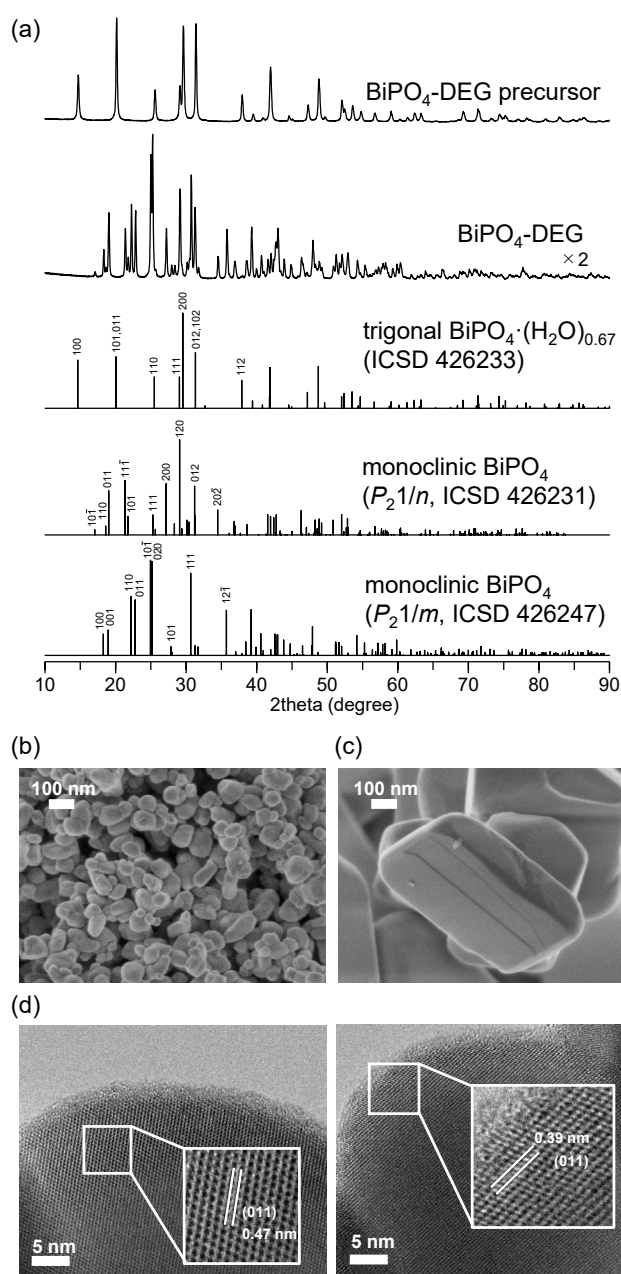 (a)
BiPO₄-DEG precursor
BiPO₄-DEG
×2
trigonal BiPO₄·(H₂O)₀.₆₇
(ICSD 426233)
100
101,011
110
111
200
012,102
112
monoclinic BiPO₄
(P₂1/n, ICSD 426231)
101̅
110
011
111̅
101
111
200
120
012
202̅
monoclinic BiPO₄
(P₂1/m, ICSD 426247)
100
001
110
011
101̅
020
101
111
121̅
10 20 30 40 50 60 70 80 90
2theta (degree)
(b) (c)
100 nm
100 nm
(d)
(011)
0.47 nm
5 nm
0.39 nm
(011)
5 nm